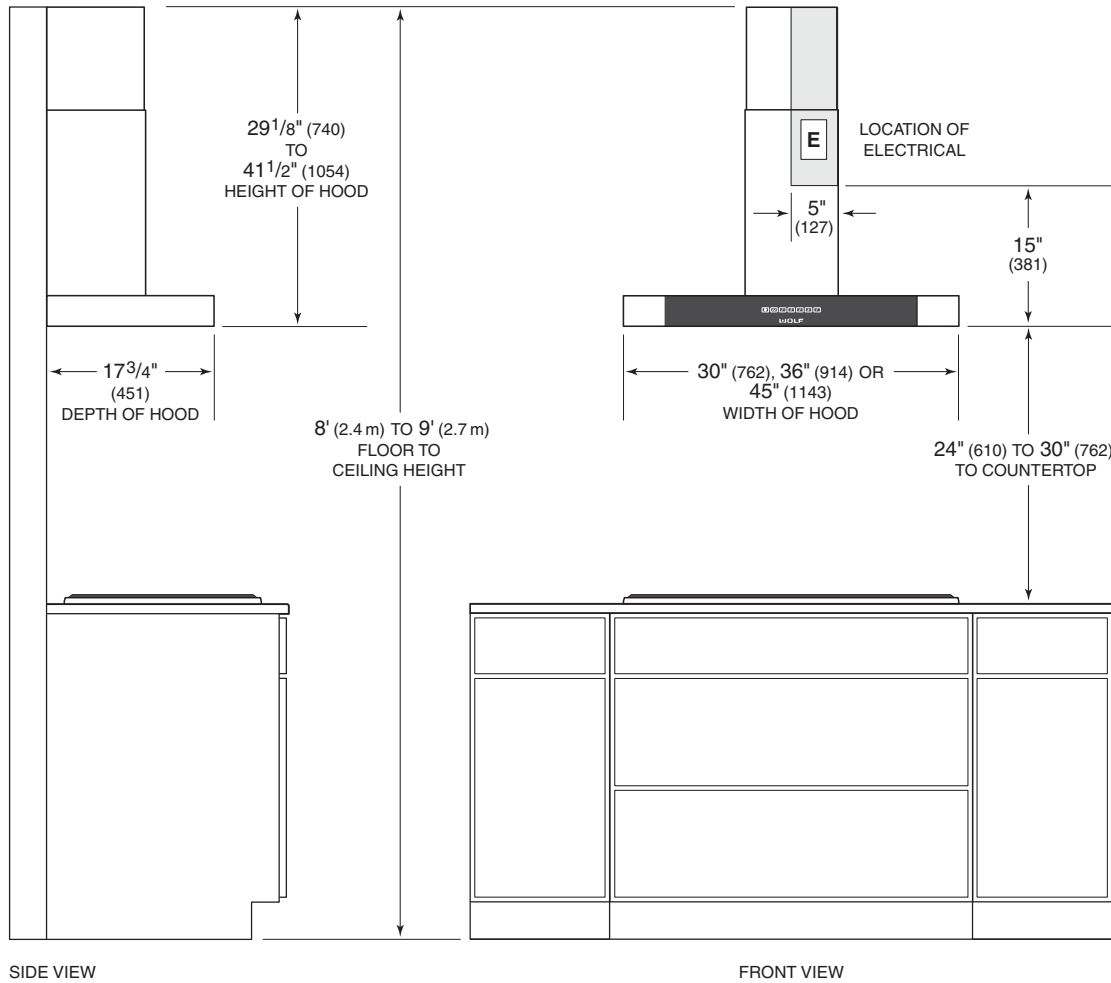 29 1/8" (740)
TO
41 1/2" (1054)
HEIGHT OF HOOD
E
LOCATION OF
ELECTRICAL
5"
(127)
15"
(381)
WOLF
17 3/4"
(451)
DEPTH OF HOOD
30" (762), 36" (914) OR
45" (1143)
WIDTH OF HOOD
8' (2.4 m) TO 9' (2.7 m)
FLOOR TO
CEILING HEIGHT
24" (610) TO 30" (762)
TO COUNTERTOP
SIDE VIEW
FRONT VIEW